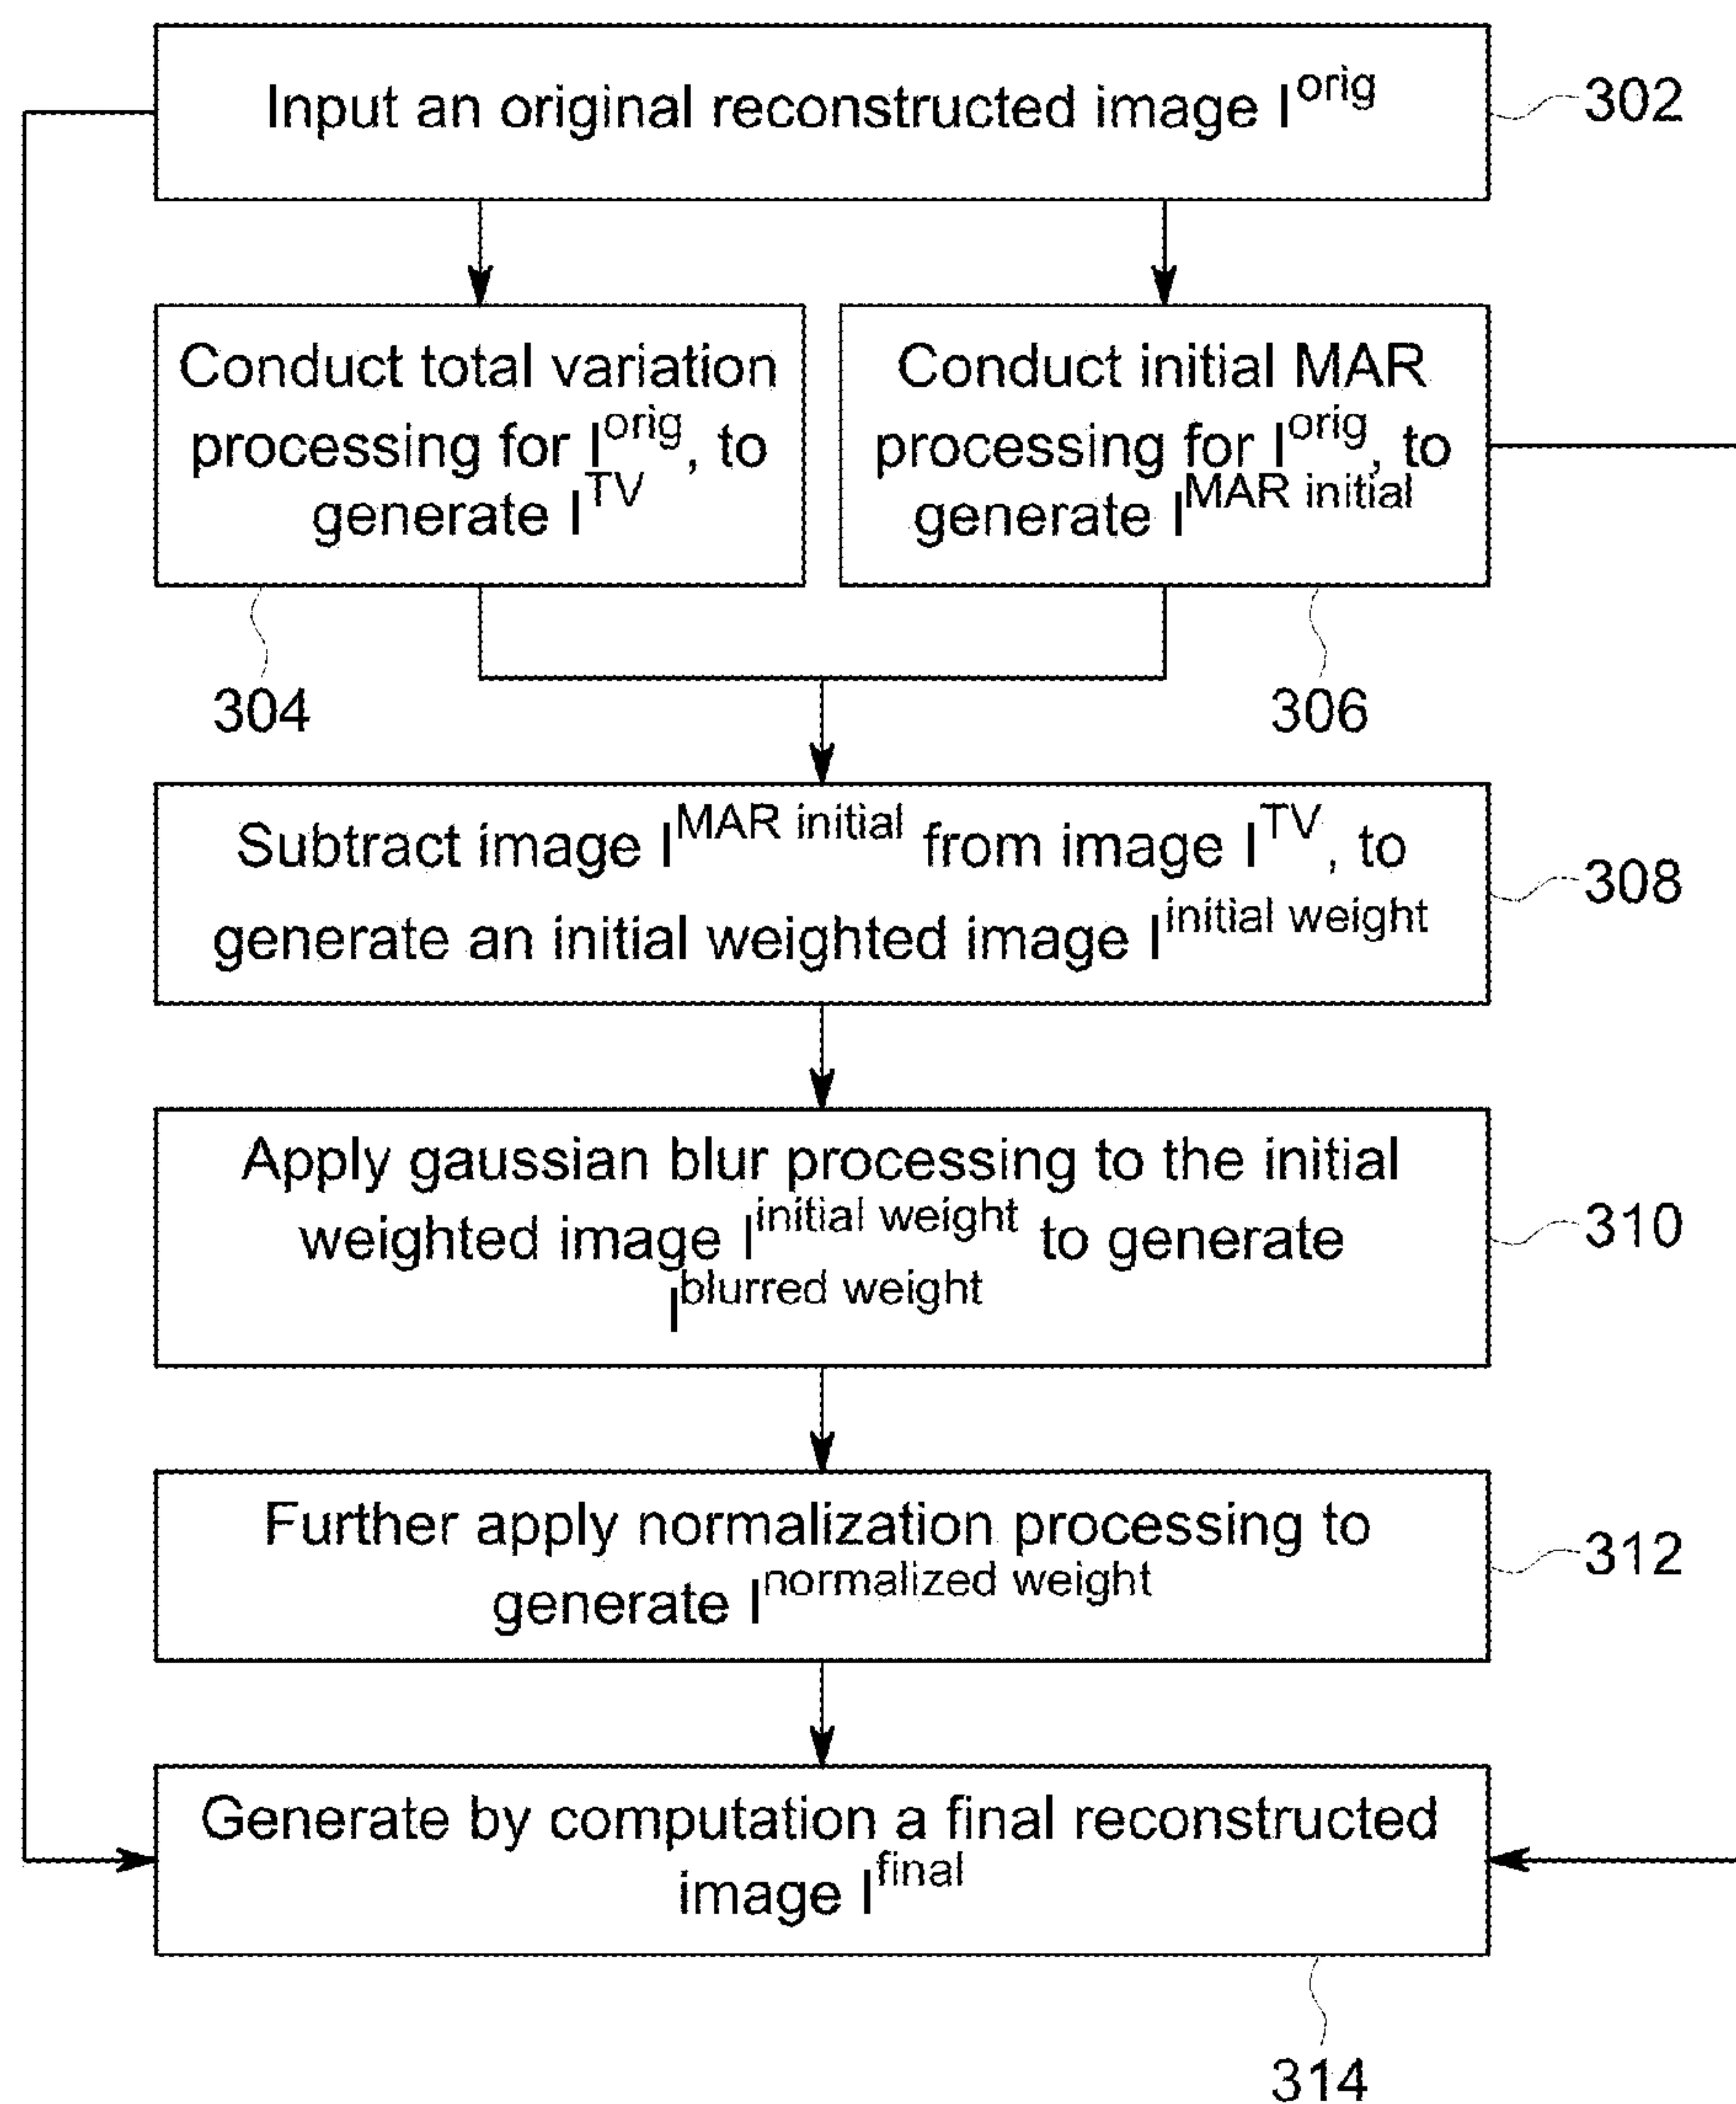 Input an original reconstructed image I^orig
302
Conduct total variation
processing for I^orig, to
generate I^TV
304
Conduct initial MAR
processing for I^orig, to
generate I^MAR initial
306
Subtract image I^MAR initial from image I^TV, to
generate an initial weighted image I^initial weight
308
Apply gaussian blur processing to the initial
weighted image I^initial weight to generate
I^blurred weight
310
Further apply normalization processing to
generate I^normalized weight
312
Generate by computation a final reconstructed
image I^final
314